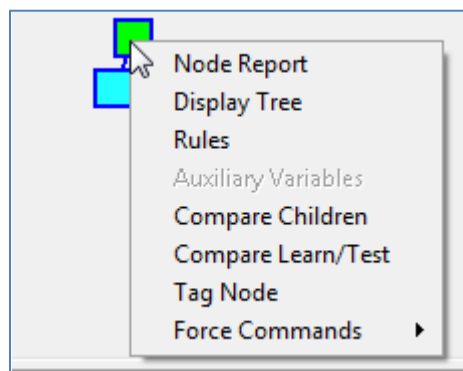 Node Report
Display Tree
Rules
Auxiliary Variables
Compare Children
Compare Learn/Test
Tag Node
Force Commands